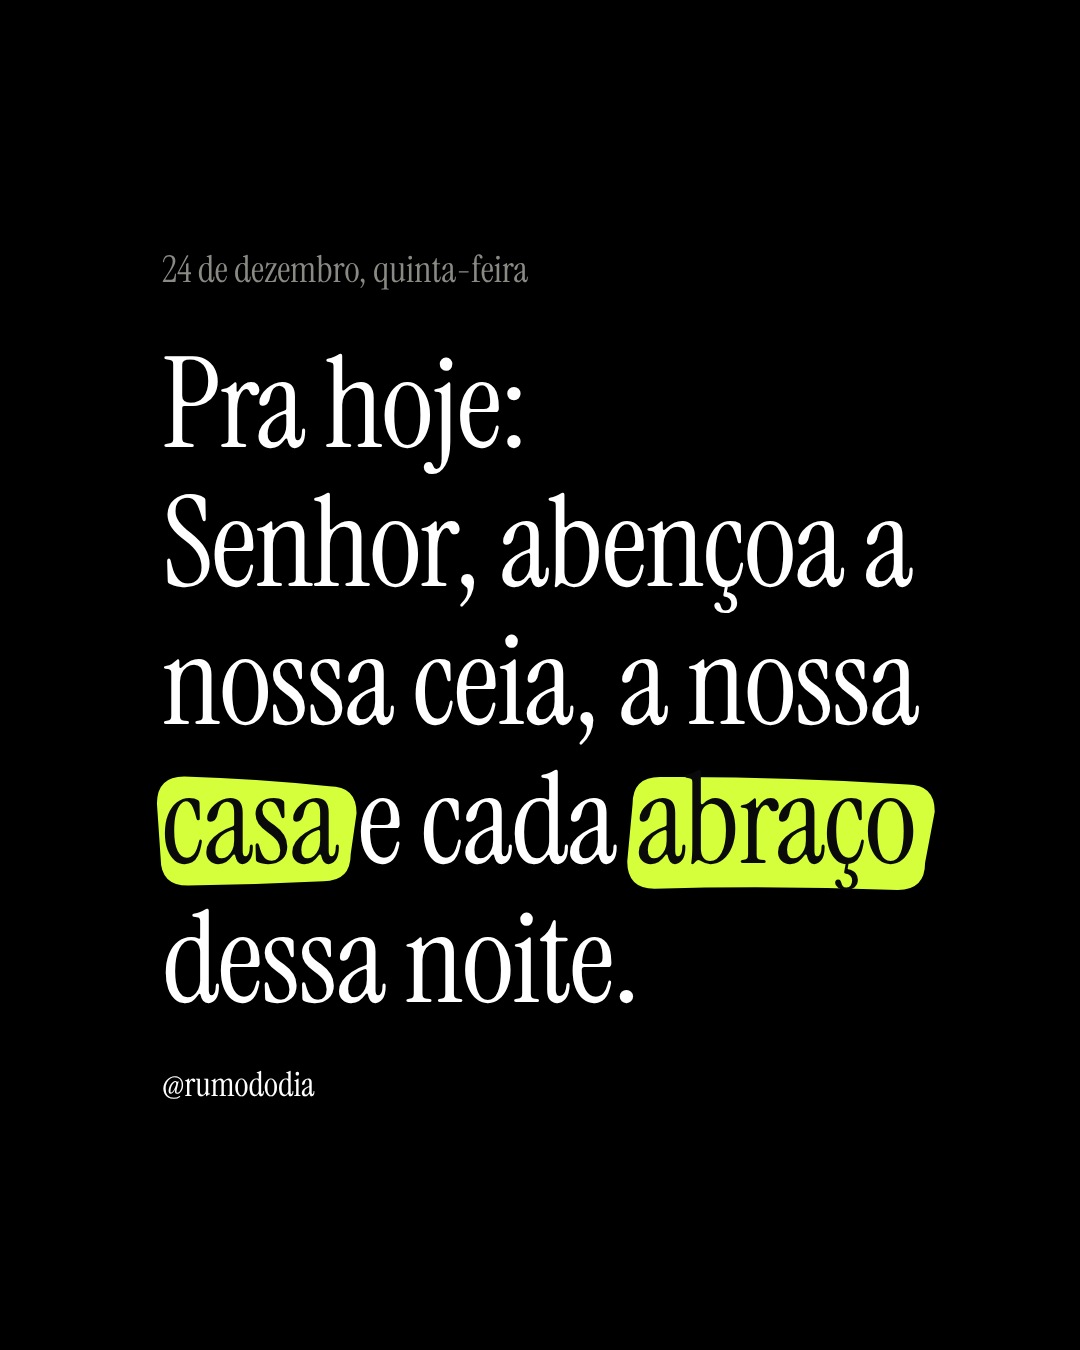 24 de dezembro, quinta-feira
Pra hoje:
Senhor, abençoa a
nossa ceia, a nossa
casa e cada abraço
dessa noite.
@rumododia